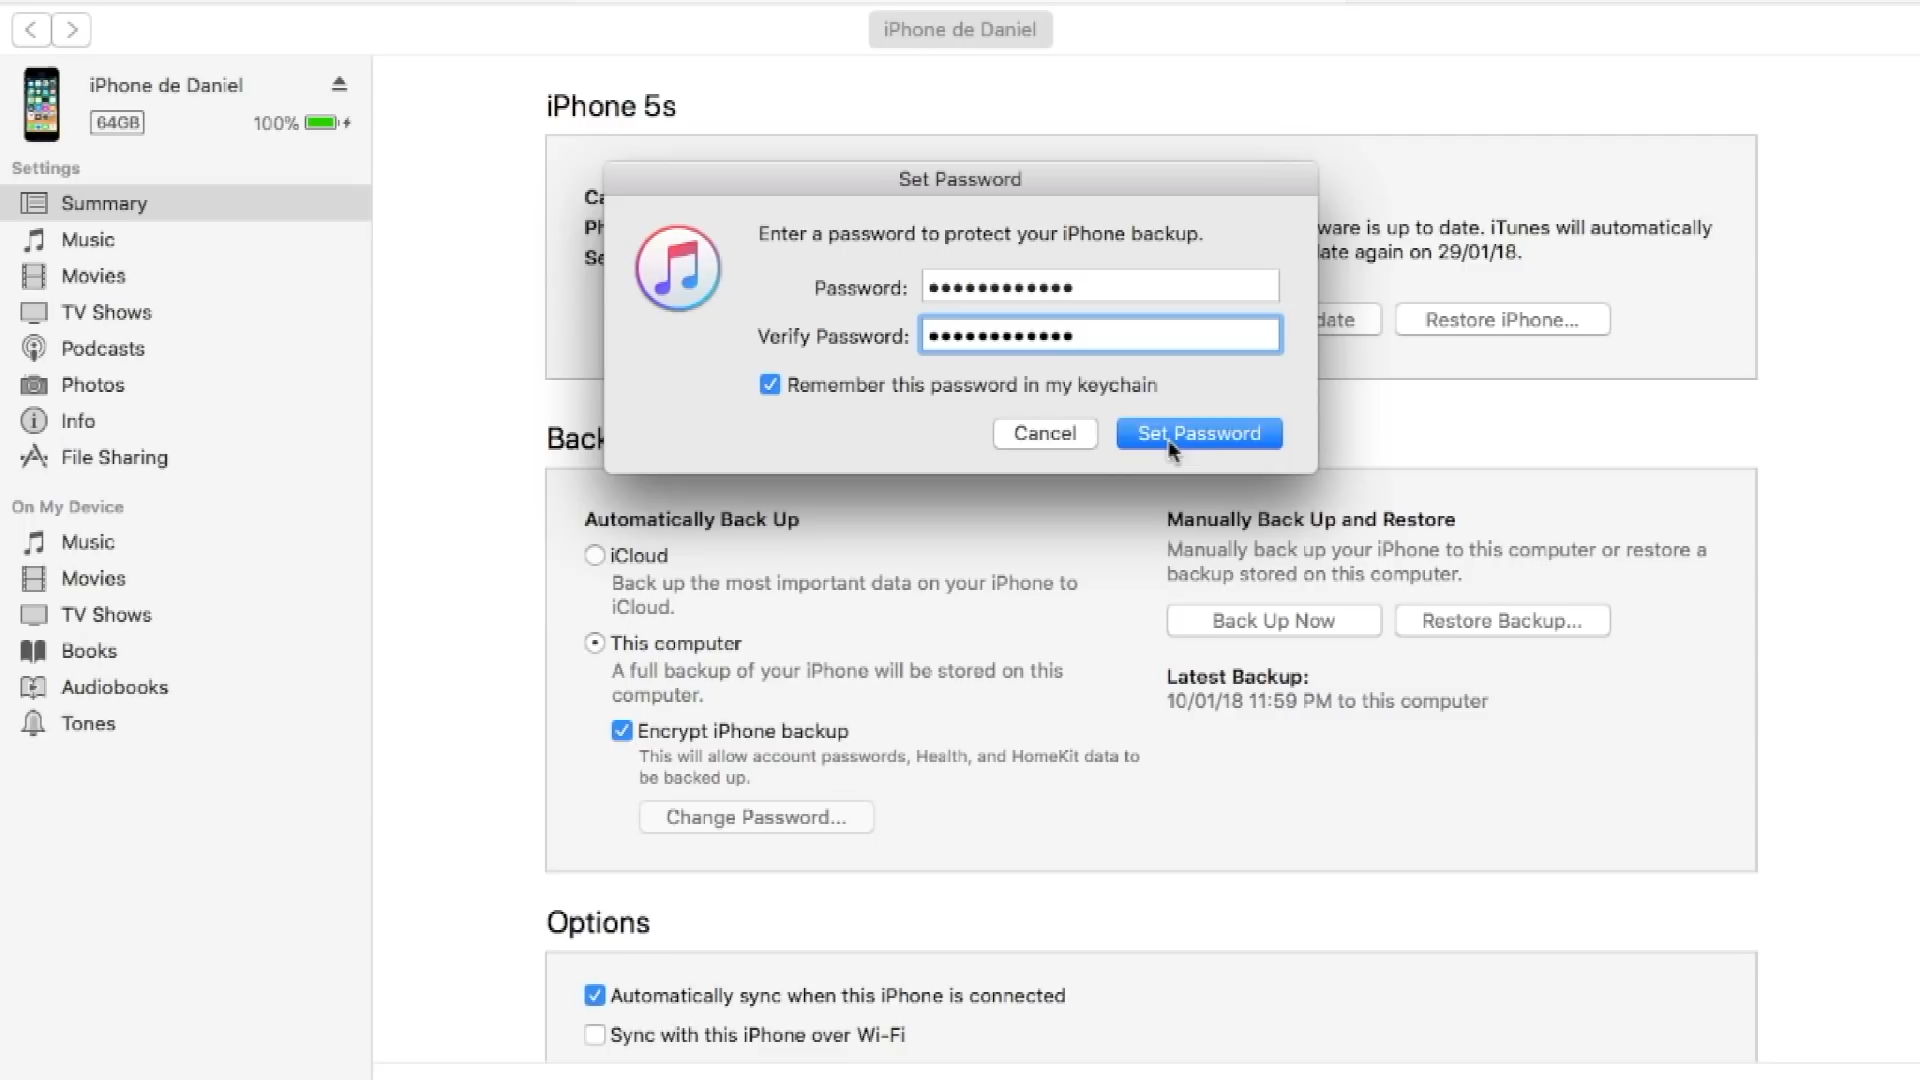 iPhone de Daniel
iPhone de Daniel
64GB
100%
Settings
Summary
Music
Movies
TV Shows
Podcasts
Photos
Info
File Sharing
On My Device
Music
Movies
TV Shows
Books
Audiobooks
Tones
iPhone 5s
Ca
Ph
Se
ware is up to date. iTunes will automatically
ate again on 29/01/18.
date
Restore iPhone...
Set Password
Enter a password to protect your iPhone backup.
Password: ••••••••••••
Verify Password: ••••••••••••
Remember this password in my keychain
Cancel
Set Password
Back
Automatically Back Up
iCloud
Back up the most important data on your iPhone to
iCloud.
This computer
A full backup of your iPhone will be stored on this
computer.
Encrypt iPhone backup
This will allow account passwords, Health, and HomeKit data to
be backed up.
Change Password...
Manually Back Up and Restore
Manually back up your iPhone to this computer or restore a
backup stored on this computer.
Back Up Now
Restore Backup...
Latest Backup:
10/01/18 11:59 PM to this computer
Options
Automatically sync when this iPhone is connected
Sync with this iPhone over Wi-Fi